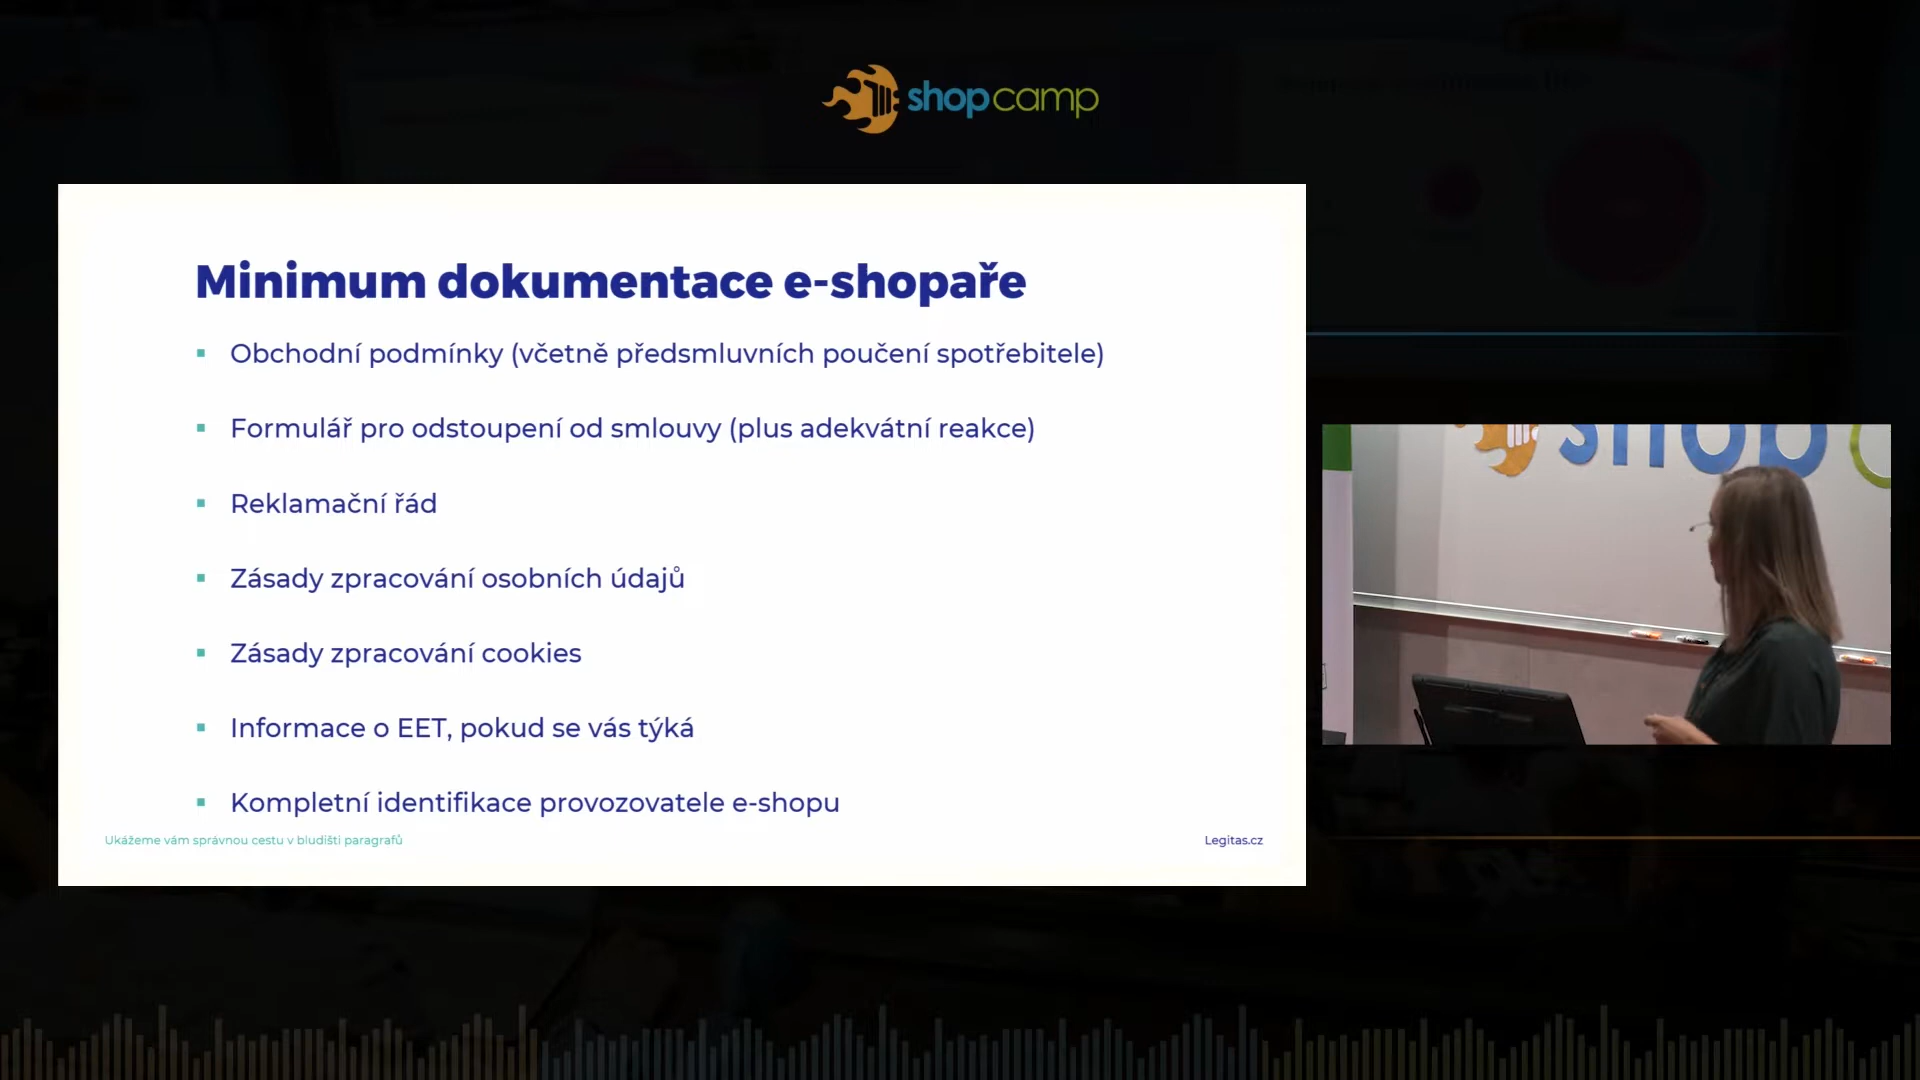 shopcamp
Minimum dokumentace e-shopaře
Obchodní podmínky (včetně předsmluvních poučení spotřebitele)
Formulář pro odstoupení od smlouvy (plus adekvátní reakce)
Reklamační řád
Zásady zpracování osobních údajů
Zásady zpracování cookies
Informace o EET, pokud se vás týká
Kompletní identifikace provozovatele e-shopu
Ukážeme vám správnou cestu v bludišti paragrafů
Legitas.cz